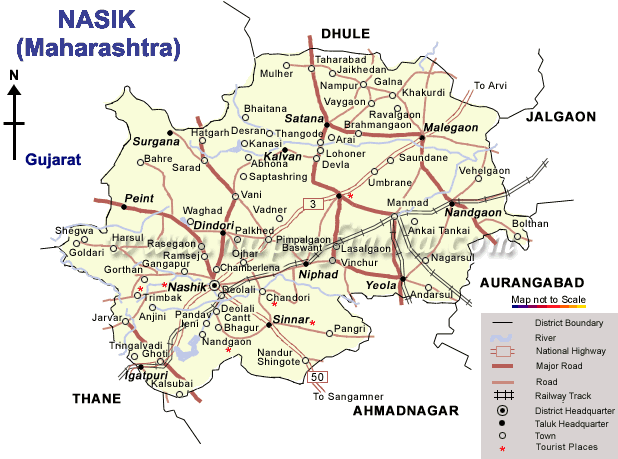 NASIK
(Maharashtra)
DHULE
N
Gujarat
JALGAON
AURANGABAD
Map not to Scale
THANE
AHMADNAGAR
To Arvi
To Sangamner
3
50
Taharabad
Mulher
Jaikhedan
Nampur
Galna
Khakurdi
Vaygaon
Ravalgaon
Bhaitana
Satana
Brahmangaon
Malegaon
Surgana
Hatgarh
Desran
Thangode
Kanasi
Arai
Kalvan
Lohoner
Bahre
Sarad
Abhona
Devla
Saundane
Saptashring
Umbrane
Vehelgaon
Peint
Vani
Manmad
Waghad
Vadner
Nandgaon
Dindori
Ankai Tankai
Bolthan
Shegwa
Harsul
Rasegaon
Palkhed
Pimpalgaon
Baswant
Goldari
Ramsej
Ojhar
Lasalgaon
Gorthan
Gangapur
Chamberlena
Niphad
Vinchur
Nagarsul
Nashik
Deolali
Yeola
Andarsul
Trimbak
Chandori
Jarvar
Anjini
Panday
Jeni
Deolali
Cantt
Bhagur
Sinnar
Pangri
Tringalvadi
Ghoti
Nandgaon
Igatpuri
Nandur
Shingote
Kalsubai
District Boundary
River
National Highway
Major Road
Road
Railway Track
District Headquarter
Taluk Headquarter
Town
Tourist Places